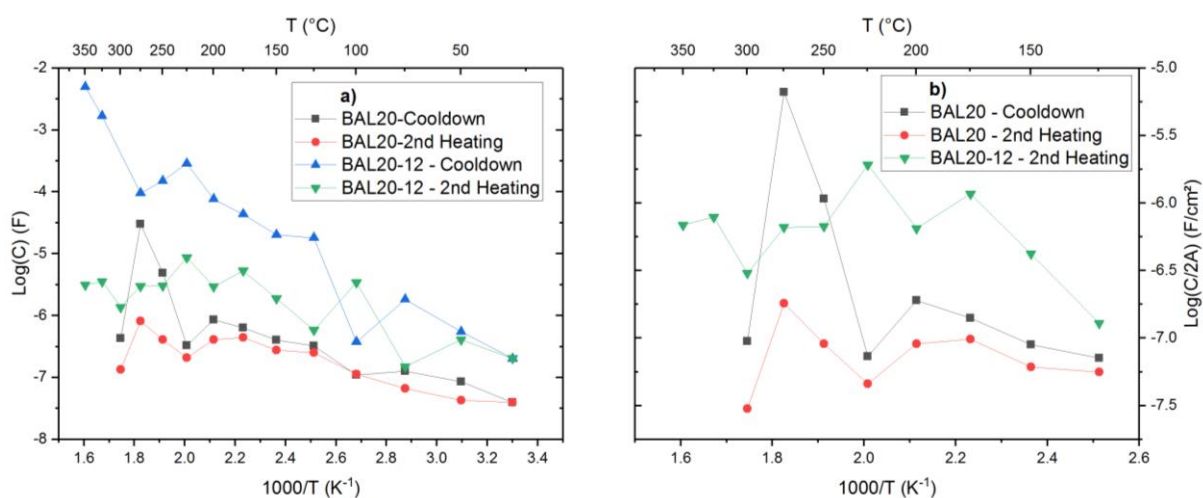 T (°C)
350 300 250 200 150 100 50
-2
-3
-4
-5
-6
-7
-8
Log(C) (F)
a)
BAL20-Cooldown
BAL20-2nd Heating
BAL20-12 - Cooldown
BAL20-12 - 2nd Heating
1.6 1.8 2.0 2.2 2.4 2.6 2.8 3.0 3.2 3.4
1000/T (K⁻¹)
T (°C)
350 300 250 200 150
b)
BAL20 - Cooldown
BAL20 - 2nd Heating
BAL20-12 - 2nd Heating
-5.0
-5.5
-6.0
-6.5
-7.0
-7.5
Log(C/2A) (F/cm²)
1.6 1.8 2.0 2.2 2.4 2.6
1000/T (K⁻¹)